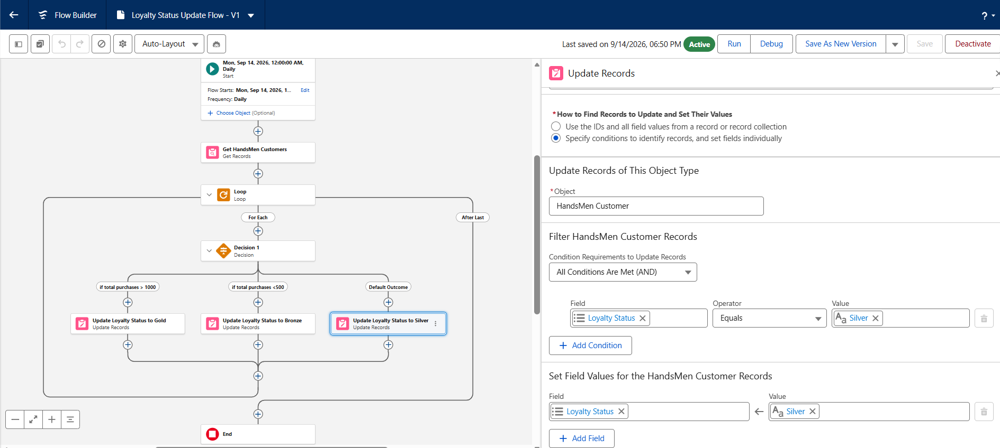 Flow Builder
Loyalty Status Update Flow - V1
?
Auto-Layout
Last saved on 9/14/2026, 06:50 PM
Active
Run
Debug
Save As New Version
Save
Deactivate
Mon, Sep 14, 2026, 12:00:00 AM,
Daily
Start
Flow Starts: Mon, Sep 14, 2026, 1...
Edit
Frequency: Daily
+ Choose Object (Optional)
Get HandsMen Customers
Get Records
Loop
Loop
For Each
After Last
Decision 1
Decision
if total purchases > 1000
if total purchases <500
Default Outcome
Update Loyalty Status to Gold
Update Records
Update Loyalty Status to Bronze
Update Records
Update Loyalty Status to Silver
Update Records
End
Update Records
*How to Find Records to Update and Set Their Values
Use the IDs and all field values from a record or record collection
Specify conditions to identify records, and set fields individually
Update Records of This Object Type
*Object
HandsMen Customer
Filter HandsMen Customer Records
Condition Requirements to Update Records
All Conditions Are Met (AND)
Field
Operator
Value
Loyalty Status
Equals
Aa Silver
+ Add Condition
Set Field Values for the HandsMen Customer Records
Field
Value
Loyalty Status
Aa Silver
+ Add Field